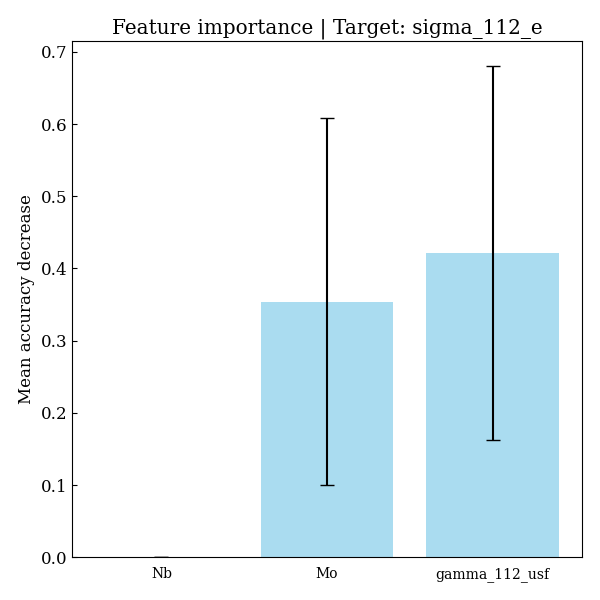 Feature importance | Target: sigma_112_e
Mean accuracy decrease
0.7
0.6
0.5
0.4
0.3
0.2
0.1
0.0
Nb Mo gamma_112_usf